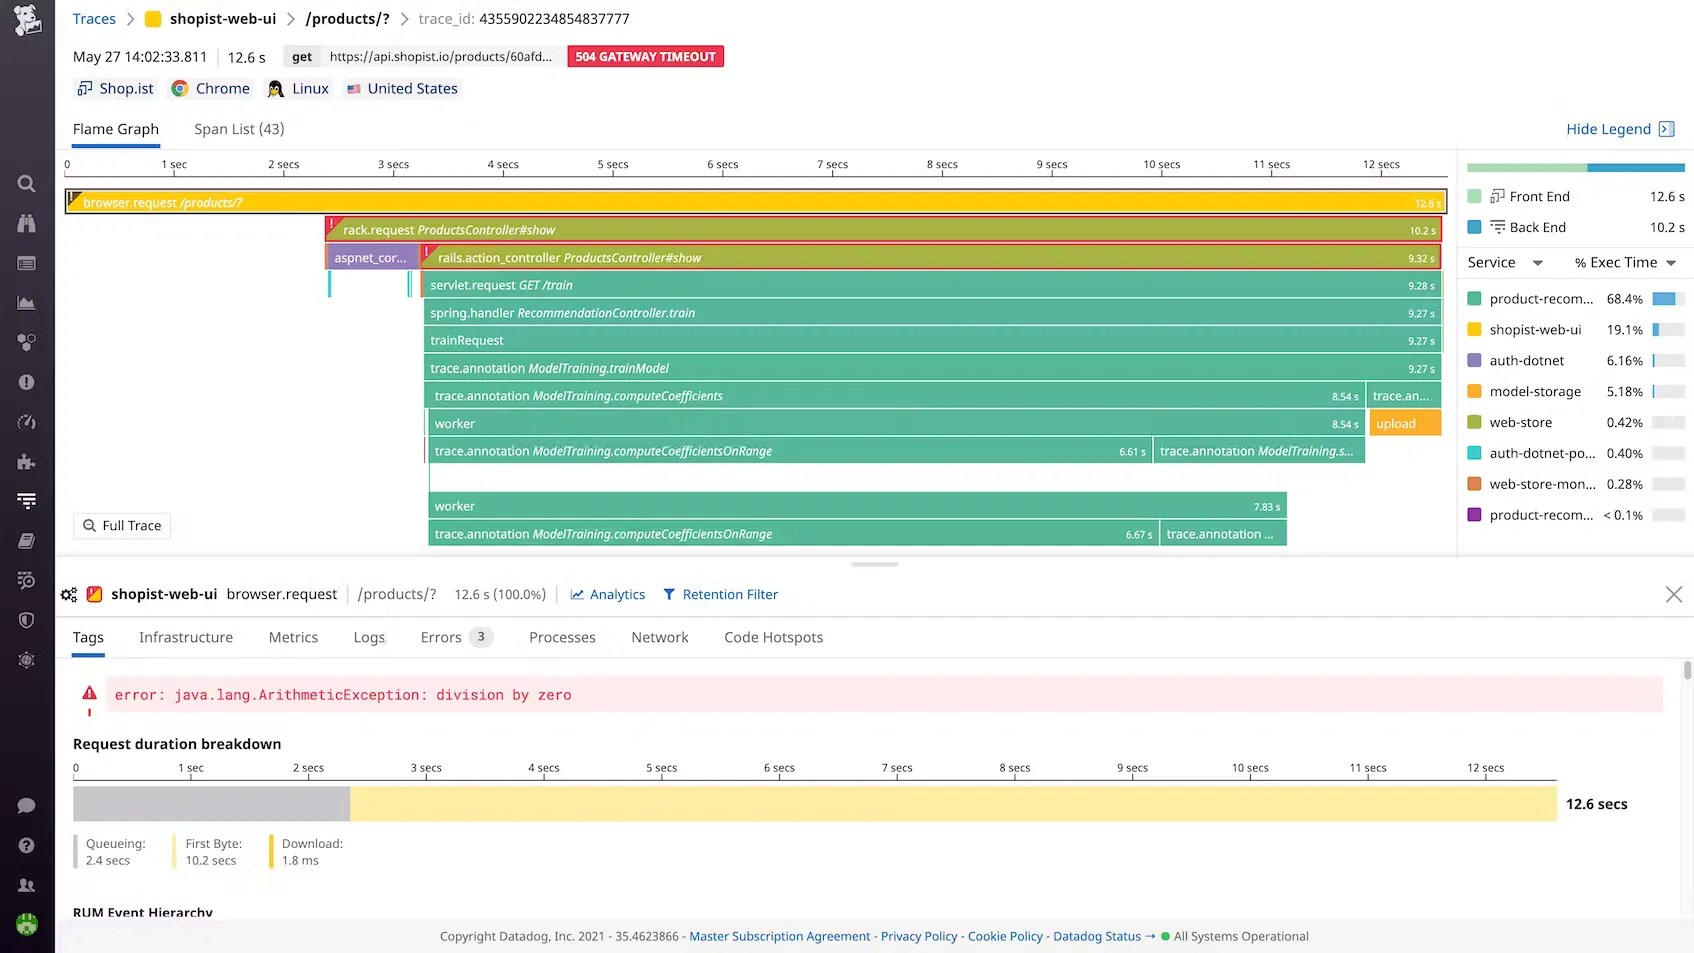 Traces > shopist-web-ui > /products/? > trace_id: 4355902234854837777
May 27 14:02:33.811 12.6 s get https://api.shopist.io/products/60afd... 504 GATEWAY TIMEOUT
Shop.ist Chrome Linux United States
Flame Graph Span List (43) Hide Legend
0 1 sec 2 secs 3 secs 4 secs 5 secs 6 secs 7 secs 8 secs 9 secs 10 secs 11 secs 12 secs
browser.request /products/? 12.6 s
rack.request ProductsController#show 10.2 s
aspnet_cor... rails.action_controller ProductsController#show 9.32 s
servlet.request GET /train 9.28 s
spring.handler RecommendationController.train 9.27 s
trainRequest 9.27 s
trace.annotation ModelTraining.trainModel 9.27 s
trace.annotation ModelTraining.computeCoefficients 8.54 s trace.an...
worker 8.54 s upload
trace.annotation ModelTraining.computeCoefficientsOnRange 6.61 s trace.annotation ModelTraining.s...
worker 7.83 s
trace.annotation ModelTraining.computeCoefficientsOnRange 6.67 s trace.annotation ...
Full Trace
Front End 12.6 s
Back End 10.2 s
Service % Exec Time
product-recom... 68.4%
shopist-web-ui 19.1%
auth-dotnet 6.16%
model-storage 5.18%
web-store 0.42%
auth-dotnet-po... 0.40%
web-store-mon... 0.28%
product-recom... < 0.1%
shopist-web-ui browser.request /products/? 12.6 s (100.0%) Analytics Retention Filter
Tags Infrastructure Metrics Logs Errors 3 Processes Network Code Hotspots
error: java.lang.ArithmeticException: division by zero
Request duration breakdown
0 1 sec 2 secs 3 secs 4 secs 5 secs 6 secs 7 secs 8 secs 9 secs 10 secs 11 secs 12 secs
12.6 secs
Queueing: First Byte: Download:
2.4 secs 10.2 secs 1.8 ms
RUM Event Hierarchy
Copyright Datadog, Inc. 2021 - 35.4623866 - Master Subscription Agreement - Privacy Policy - Cookie Policy - Datadog Status → All Systems Operational